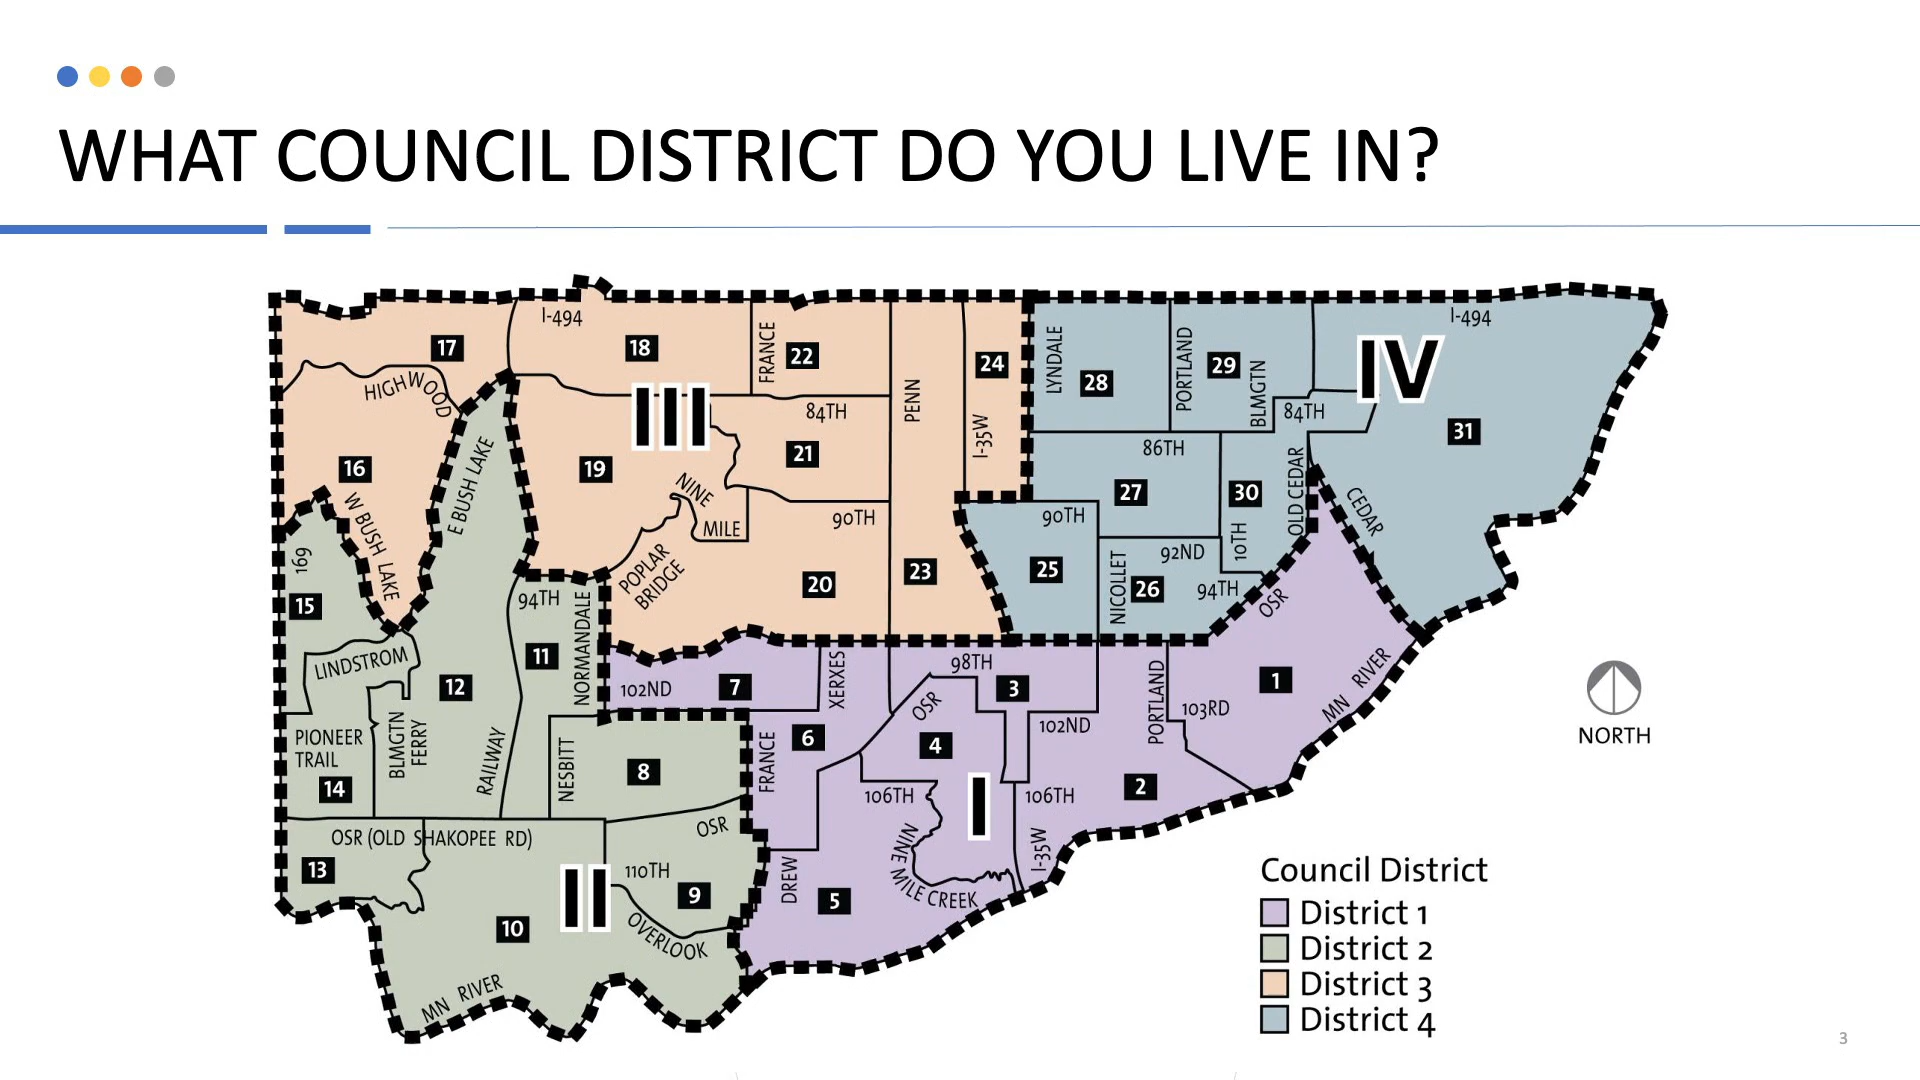 WHAT COUNCIL DISTRICT DO YOU LIVE IN?
I-494
I-494
17
18
FRANCE
22
24
LYNDALE
28
PORTLAND
29
BLMGTN
IV
HIGHWOOD
III
84TH
PENN
84TH
31
I-35W
16
E BUSH LAKE
19
21
86TH
W BUSH LAKE
NINE
MILE
90TH
90TH
27
30
OLD CEDAR
CEDAR
10TH
169
15
POPLAR
BRIDGE
20
23
25
NICOLLET
92ND
26
94TH
OSR
94TH
11
NORMANDALE
LINDSTROM
12
102ND
7
XERXES
98TH
3
PORTLAND
1
MN RIVER
103RD
NORTH
PIONEER
TRAIL
14
BLMGTN
FERRY
RAILWAY
NESBITT
8
FRANCE
6
OSR
4
102ND
2
106TH
I
106TH
OSR (OLD SHAKOPEE RD)
13
OSR
110TH
II
9
10
OVERLOOK
MN RIVER
DREW
5
NINE MILE CREEK
I-35W
Council District
District 1
District 2
District 3
District 4
3